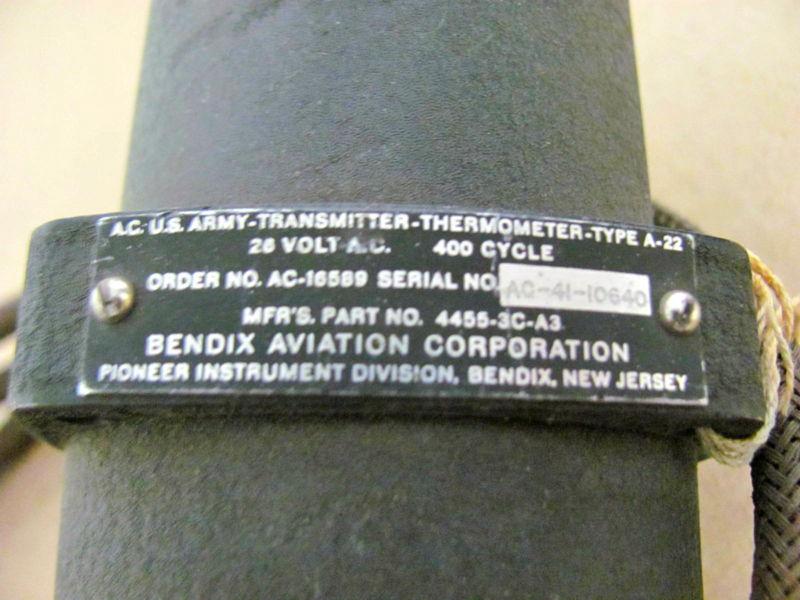 A.C. U.S. ARMY-TRANSMITTER-THERMOMETER-TYPE A-22
26 VOLT A.C. 400 CYCLE
ORDER NO. AC-16589 SERIAL NO. AC-41-10640
MFR'S. PART NO. 4455-3C-A3
BENDIX AVIATION CORPORATION
PIONEER INSTRUMENT DIVISION, BENDIX, NEW JERSEY